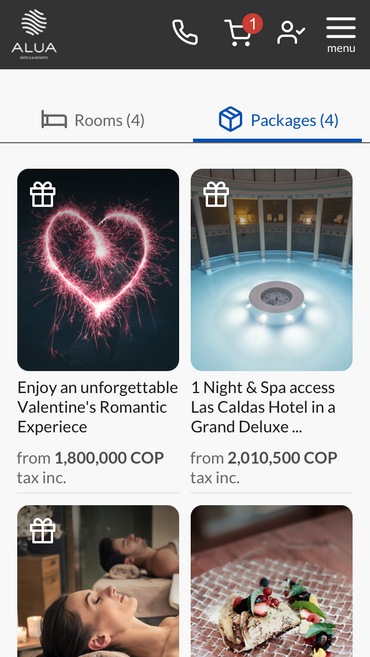 ALUA
HOTELS & RESORTS
1
menu
Rooms (4)
Packages (4)
Enjoy an unforgettable
Valentine's Romantic
Experiece
from 1,800,000 COP
tax inc.
1 Night & Spa access
Las Caldas Hotel in a
Grand Deluxe ...
from 2,010,500 COP
tax inc.